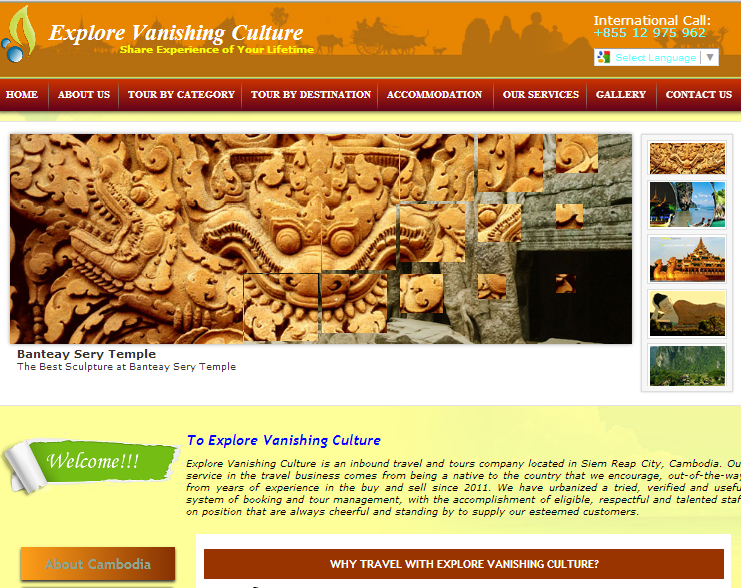 Explore Vanishing Culture
Share Experience of Your Lifetime
International Call:
+855 12 975 962
Select Language ▼
HOME ABOUT US TOUR BY CATEGORY TOUR BY DESTINATION ACCOMMODATION OUR SERVICES GALLERY CONTACT US
Banteay Sery Temple
The Best Sculpture at Banteay Sery Temple
Welcome!!!
To Explore Vanishing Culture
Explore Vanishing Culture is an inbound travel and tours company located in Siem Reap City, Cambodia. Ou
service in the travel business comes from being a native to the country that we encourage, out-of-the-way
from years of experience in the buy and sell since 2011. We have urbanized a tried, verified and usefu
system of booking and tour management, with the accomplishment of eligible, respectful and talented staf
on position that are always cheerful and standing by to supply our esteemed customers.
About Cambodia
WHY TRAVEL WITH EXPLORE VANISHING CULTURE?